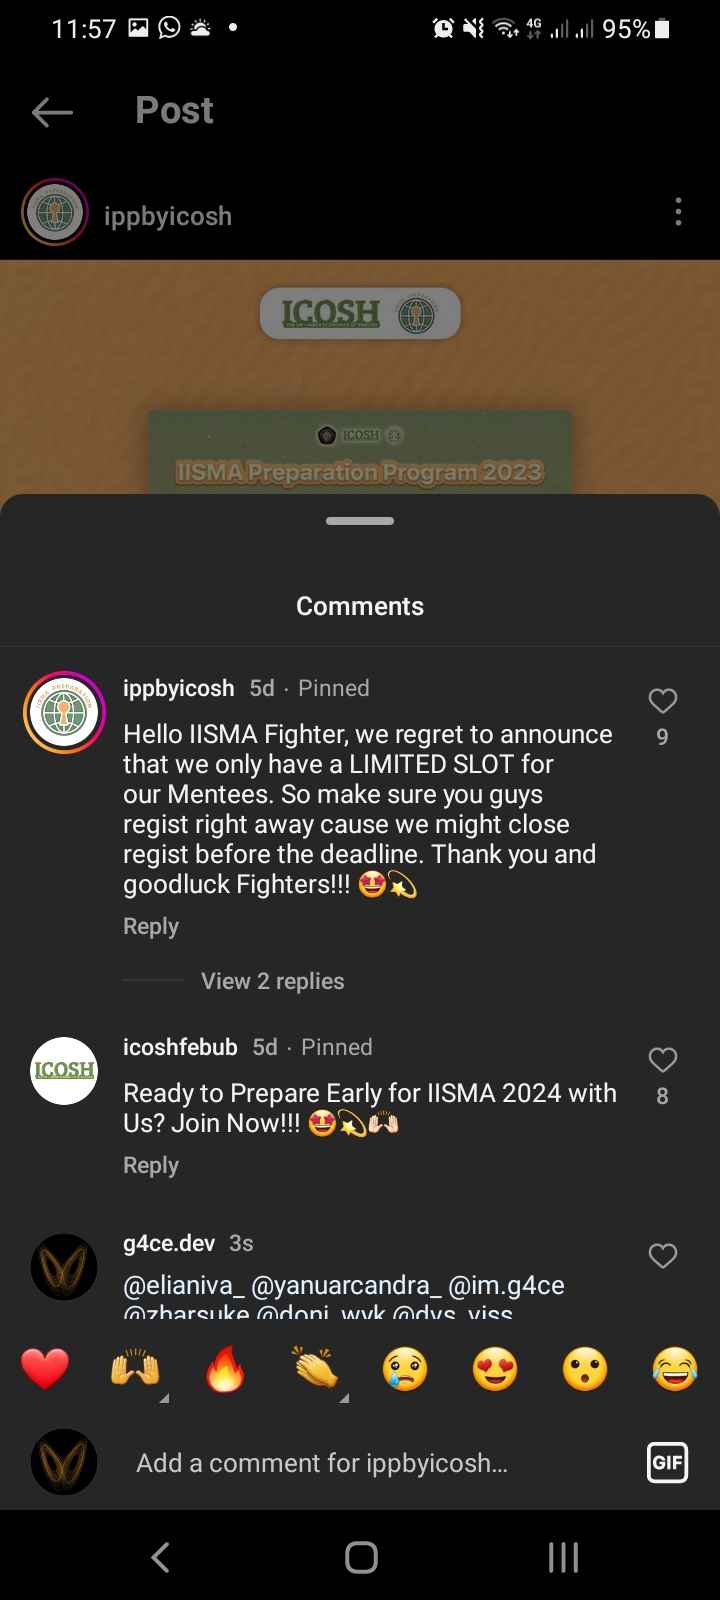 11:57
4G
95%
Post
ippbyicosh
ICOSH
ICOSH
IISMA Preparation Program 2023
Comments
ippbyicosh 5d · Pinned
9
Hello IISMA Fighter, we regret to announce
that we only have a LIMITED SLOT for
our Mentees. So make sure you guys
regist right away cause we might close
regist before the deadline. Thank you and
goodluck Fighters!!! 🤩💫
Reply
View 2 replies
ICOSH
icoshfebub 5d · Pinned
8
Ready to Prepare Early for IISMA 2024 with
Us? Join Now!!! 🤩💫🙌🏻
Reply
g4ce.dev 3s
@elianiva_ @yanuarcandra_ @im.g4ce
Add a comment for ippbyicosh...
GIF